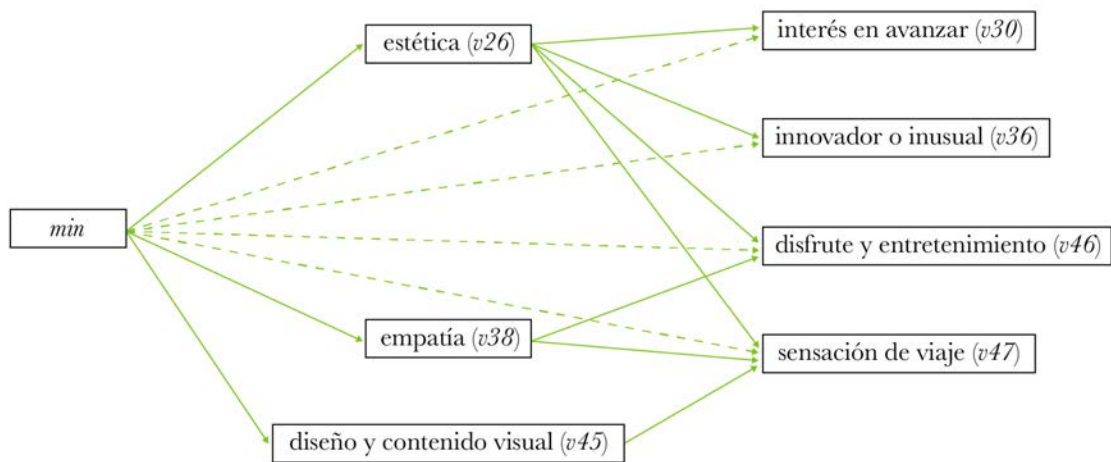 estética (v26)
interés en avanzar (v30)
innovador o inusual (v36)
min
disfrute y entretenimiento (v46)
empatía (v38)
sensación de viaje (v47)
diseño y contenido visual (v45)